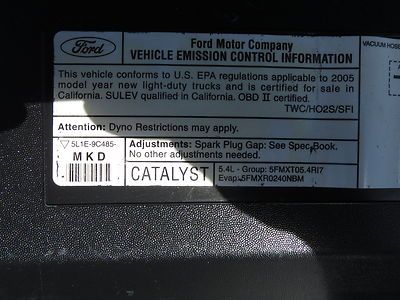 Ford
Ford Motor Company
VEHICLE EMISSION CONTROL INFORMATION
VACUUM HOSE
This vehicle conforms to U.S. EPA regulations applicable to 2005
model year new light-duty trucks and is certified for sale in
California. SULEV qualified in California. OBD II certified.
TWC/HO2S/SFI
Attention: Dyno Restrictions may apply.
5L1E-9C485-
MKD
Adjustments: Spark Plug Gap: See Spec Book.
No other adjustments needed.
CATALYST
5.4L - Group: 5FMXT05.4RI7
Evap: 5FMXR0240NBM